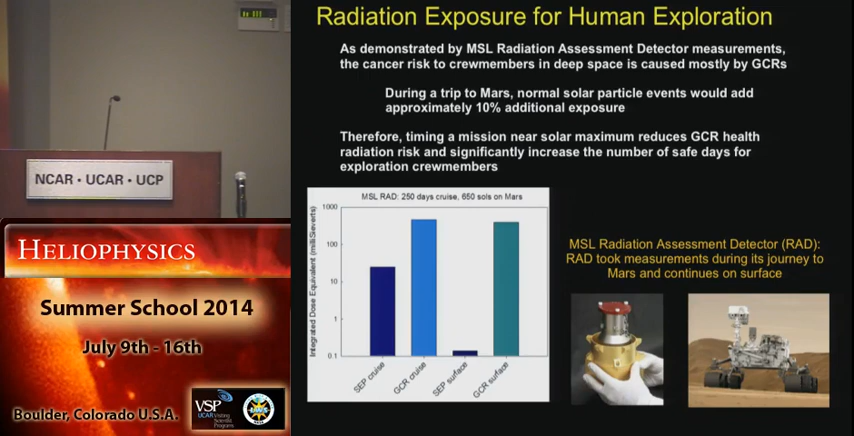 Radiation Exposure for Human Exploration
As demonstrated by MSL Radiation Assessment Detector measurements,
the cancer risk to crewmembers in deep space is caused mostly by GCRs
During a trip to Mars, normal solar particle events would add
approximately 10% additional exposure
Therefore, timing a mission near solar maximum reduces GCR health
radiation risk and significantly increase the number of safe days for
exploration crewmembers
MSL RAD: 250 days cruise, 650 sols on Mars
Integrated Dose Equivalent (milliSieverts)
1000
100
10
1
0.1
SEP cruise
GCR cruise
SEP surface
GCR surface
MSL Radiation Assessment Detector (RAD):
RAD took measurements during its journey to
Mars and continues on surface
NCAR • UCAR • UCP
HELIOPHYSICS
Summer School 2014
July 9th - 16th
Boulder, Colorado U.S.A.
VSP
UCAR Visiting
Scientist
Programs